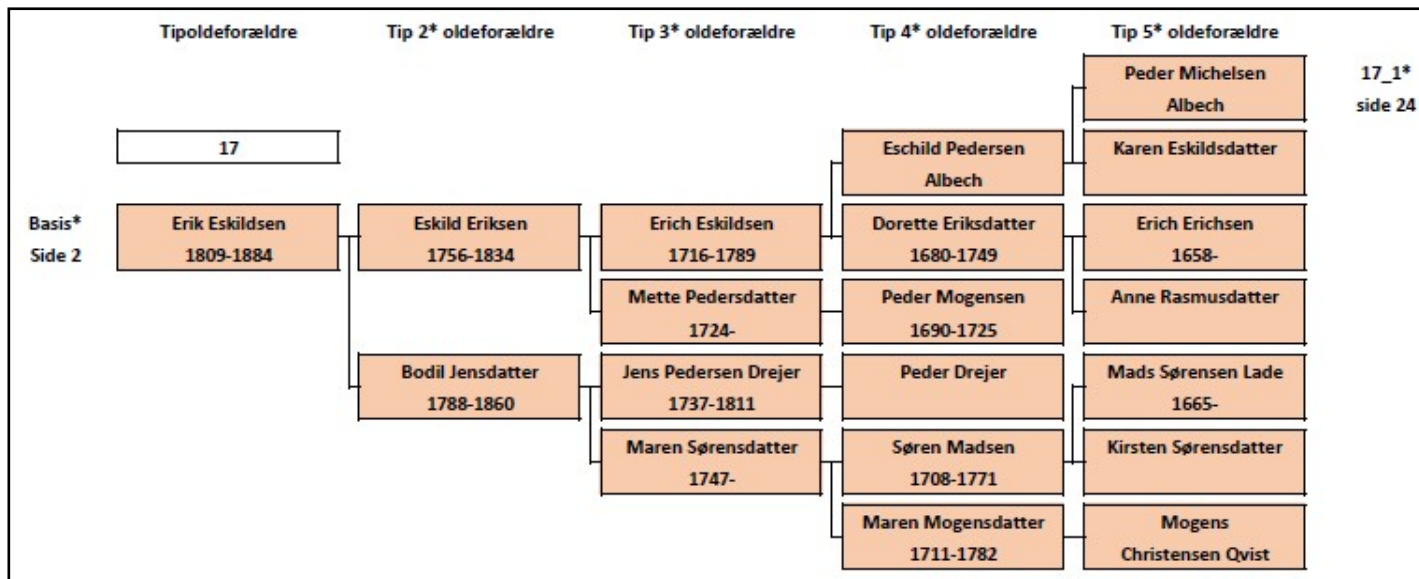 Tipoldeforældre Tip 2* oldeforældre Tip 3* oldeforældre Tip 4* oldeforældre Tip 5* oldeforældre
Peder Michelsen 17_1*
Albech side 24
17 Eschild Pedersen Karen Eskildsdatter
Albech
Basis* Erik Eskildsen Eskild Eriksen Erich Eskildsen Dorette Eriksdatter Erich Erichsen
Side 2 1809-1884 1756-1834 1716-1789 1680-1749 1658-
Mette Pedersdatter Peder Mogensen Anne Rasmusdatter
1724- 1690-1725
Bodil Jensdatter Jens Pedersen Drejer Peder Drejer Mads Sørensen Lade
1788-1860 1737-1811 1665-
Maren Sørensdatter Søren Madsen Kirsten Sørensdatter
1747- 1708-1771
Maren Mogensdatter Mogens
1711-1782 Christensen Qvist